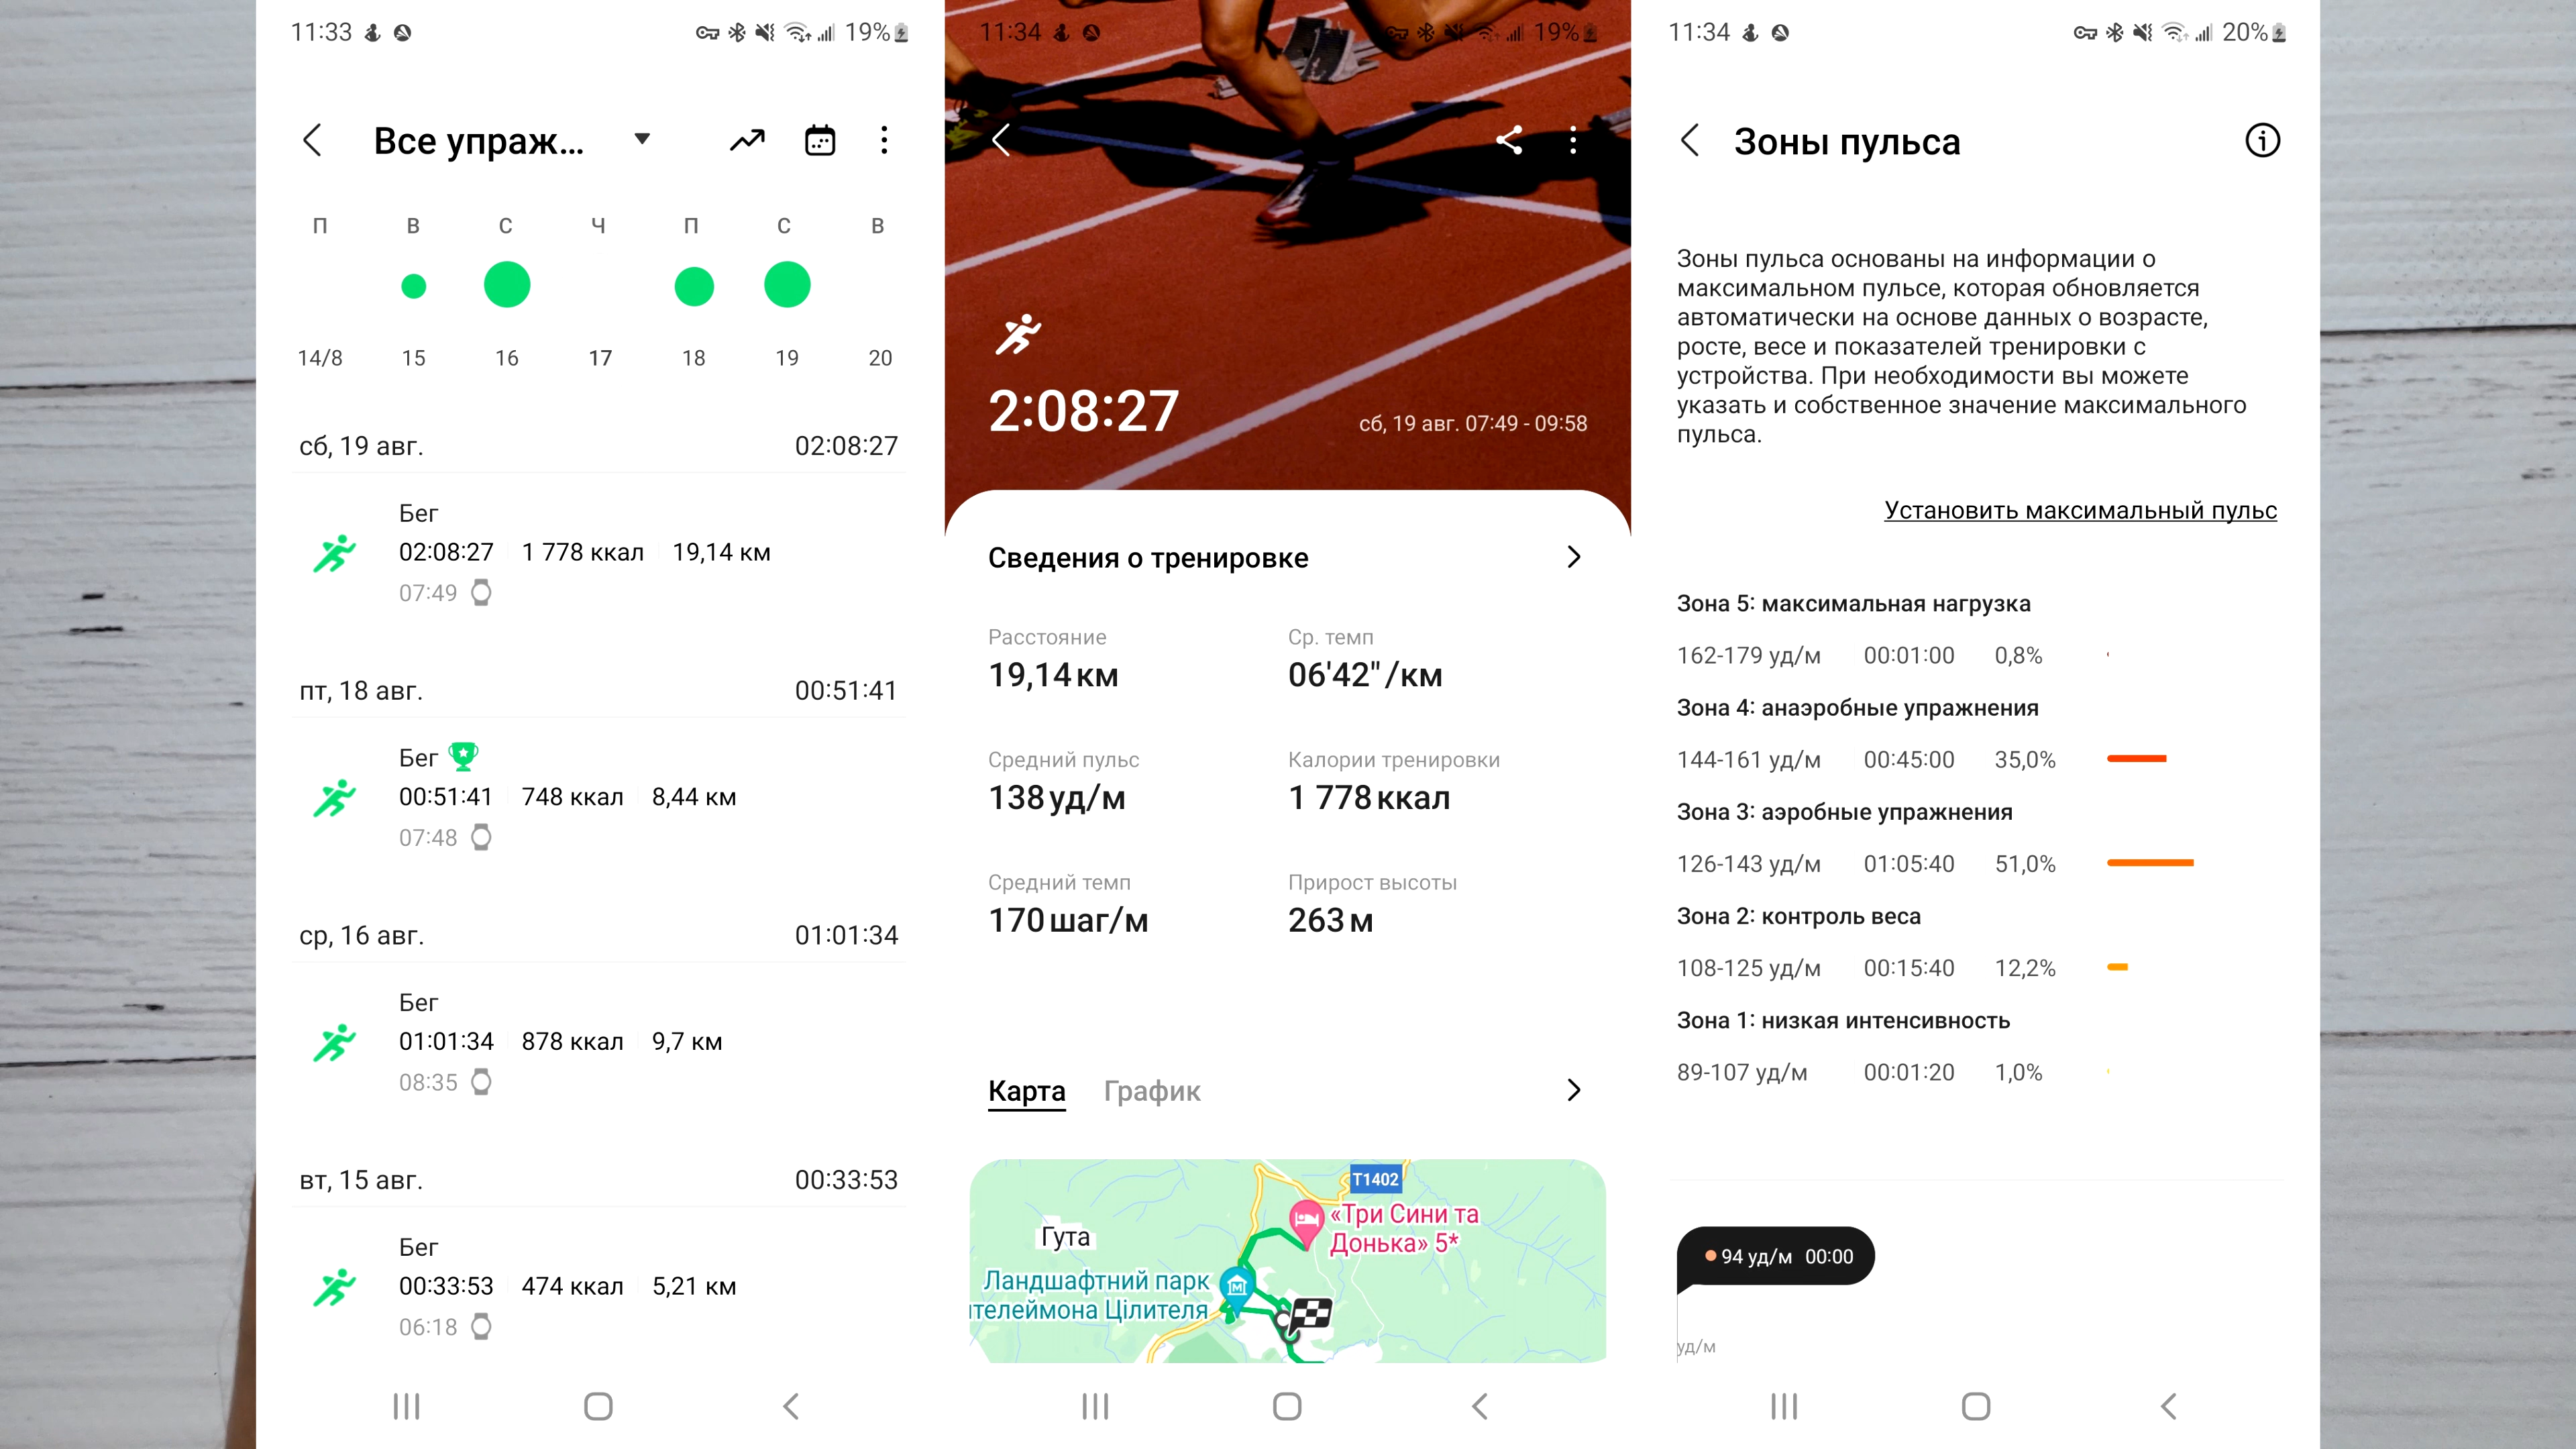 11:33
19%
Все упраж...
П В С Ч П С В
14/8 15 16 17 18 19 20
сб, 19 авг. 02:08:27
Бег
02:08:27 1 778 ккал 19,14 км
07:49
пт, 18 авг. 00:51:41
Бег
00:51:41 748 ккал 8,44 км
07:48
ср, 16 авг. 01:01:34
Бег
01:01:34 878 ккал 9,7 км
08:35
вт, 15 авг. 00:33:53
Бег
00:33:53 474 ккал 5,21 км
06:18
11:34
19%
2:08:27
сб, 19 авг. 07:49 - 09:58
Сведения о тренировке
Расстояние Ср. темп
19,14 км 06'42" /км
Средний пульс Калории тренировки
138 уд/м 1 778 ккал
Средний темп Прирост высоты
170 шаг/м 263 м
Карта График
T1402
«Три Сини та
Донька» 5*
Гута
Ландшафтний парк
нтелеймона Цілителя
11:34
20%
Зоны пульса
Зоны пульса основаны на информации о
максимальном пульсе, которая обновляется
автоматически на основе данных о возрасте,
росте, весе и показателей тренировки с
устройства. При необходимости вы можете
указать и собственное значение максимального
пульса.
Установить максимальный пульс
Зона 5: максимальная нагрузка
162-179 уд/м 00:01:00 0,8%
Зона 4: анаэробные упражнения
144-161 уд/м 00:45:00 35,0%
Зона 3: аэробные упражнения
126-143 уд/м 01:05:40 51,0%
Зона 2: контроль веса
108-125 уд/м 00:15:40 12,2%
Зона 1: низкая интенсивность
89-107 уд/м 00:01:20 1,0%
94 уд/м 00:00
уд/м